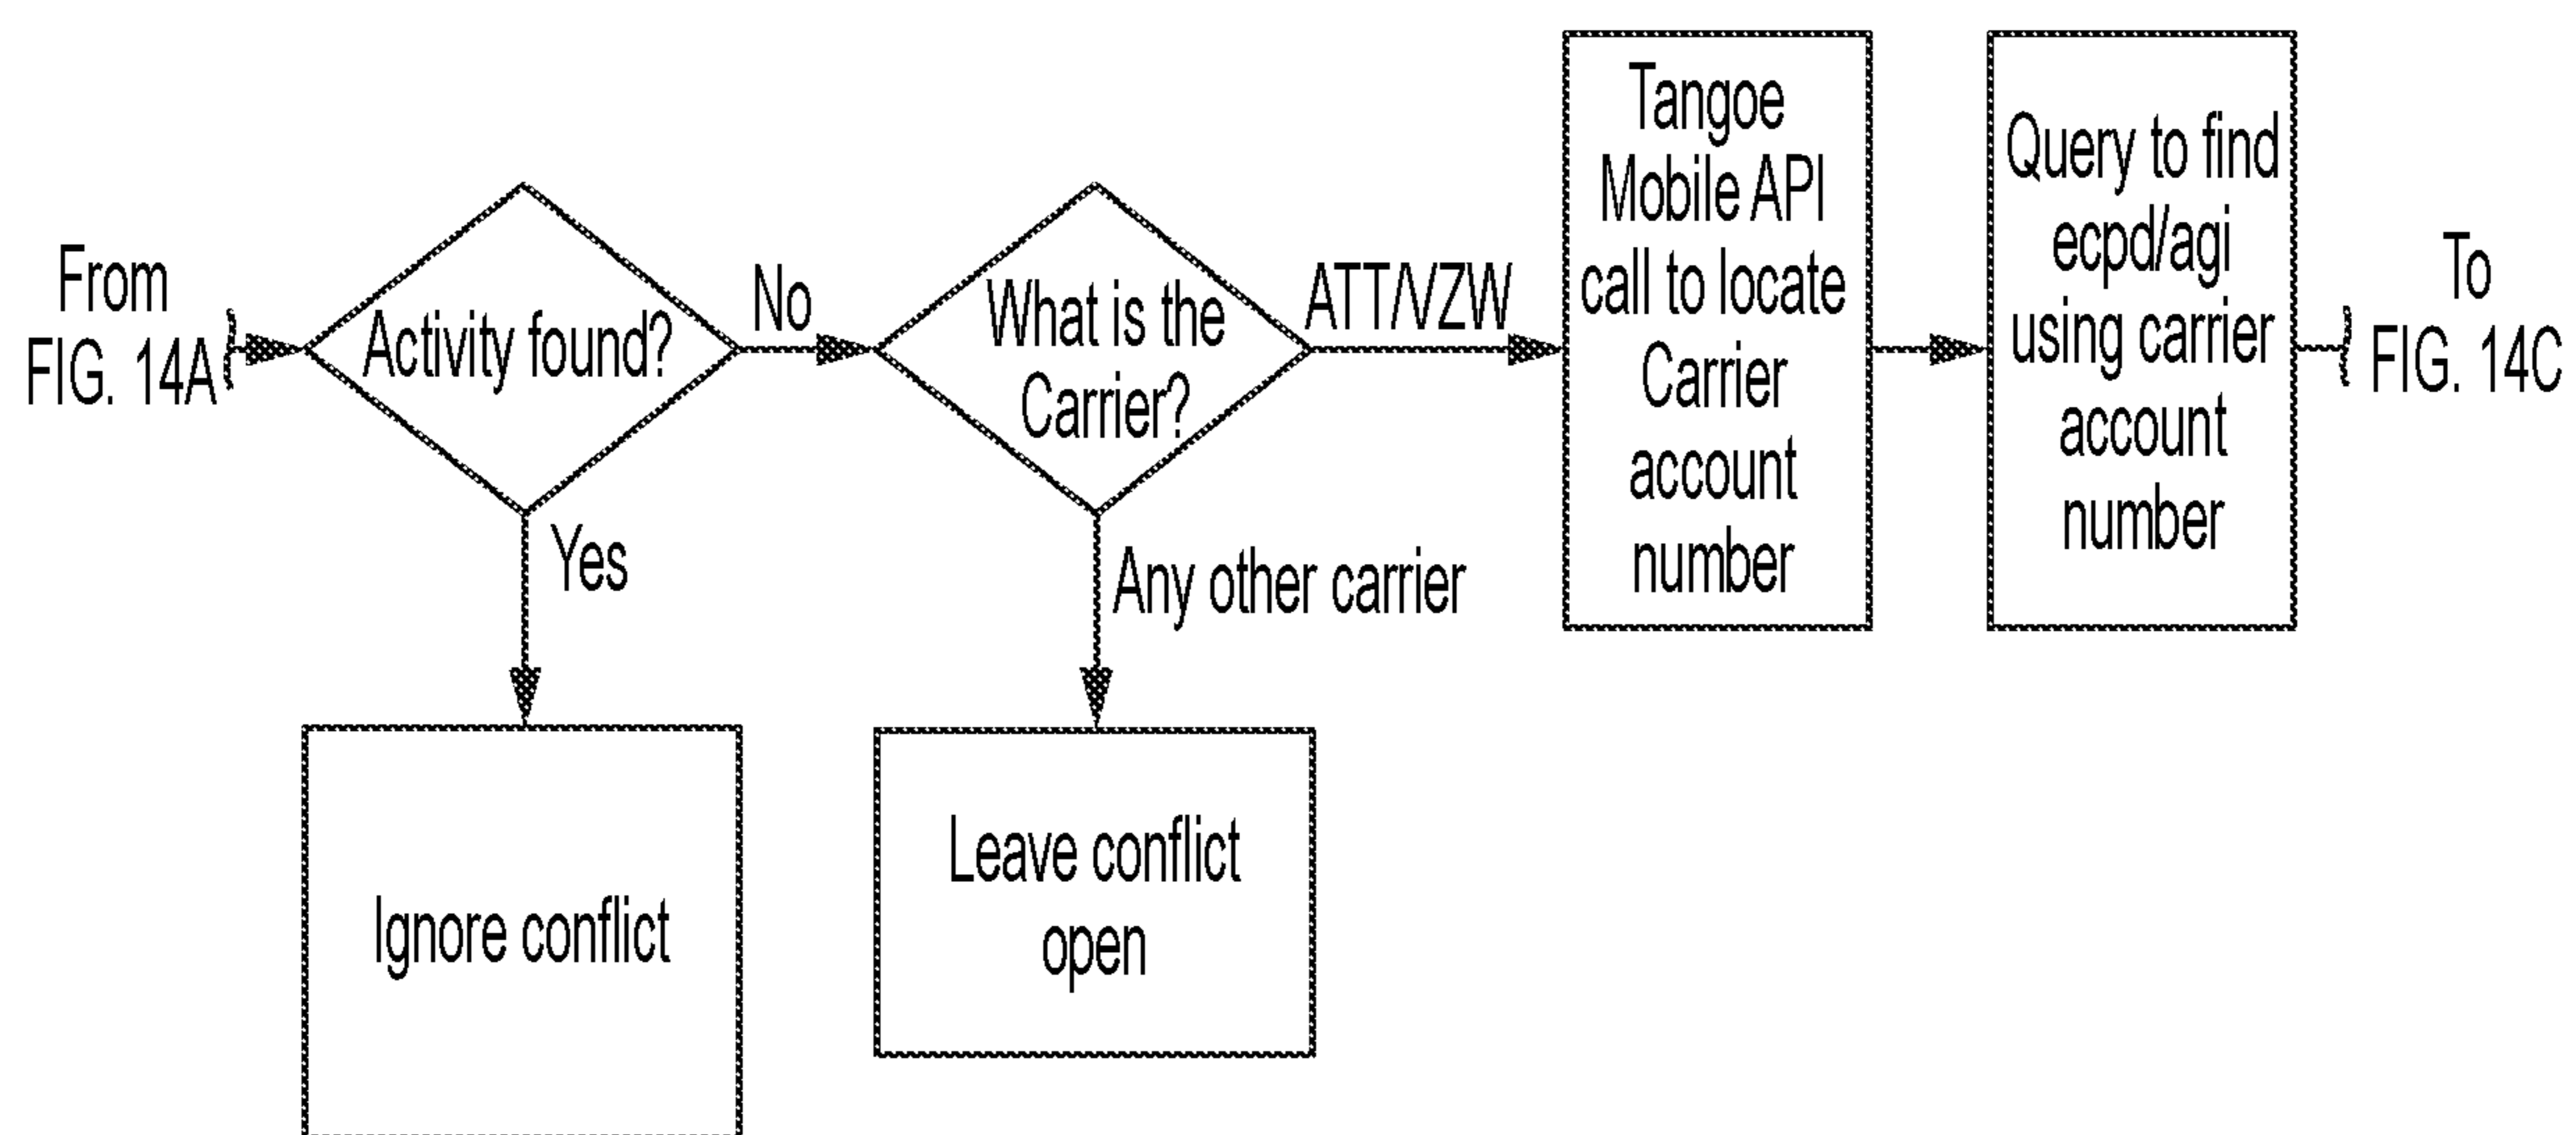 From
FIG. 14A
Activity found?
No
Yes
Ignore conflict
What is the
Carrier?
ATT/VZW
Any other carrier
Leave conflict
open
Tangoe
Mobile API
call to locate
Carrier
account
number
Query to find
ecpd/agi
using carrier
account
number
To
FIG. 14C